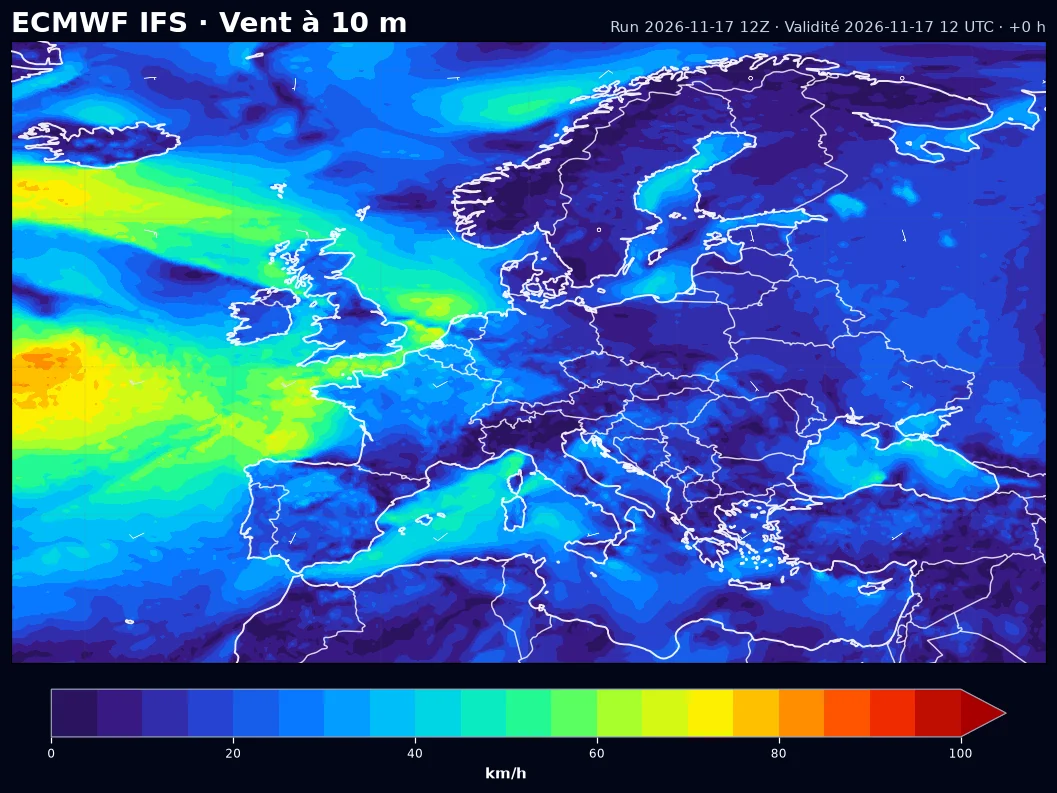 ECMWF IFS · Vent à 10 m
Run 2026-11-17 12Z · Validité 2026-11-17 12 UTC · +0 h
0 20 40 60 80 100
km/h